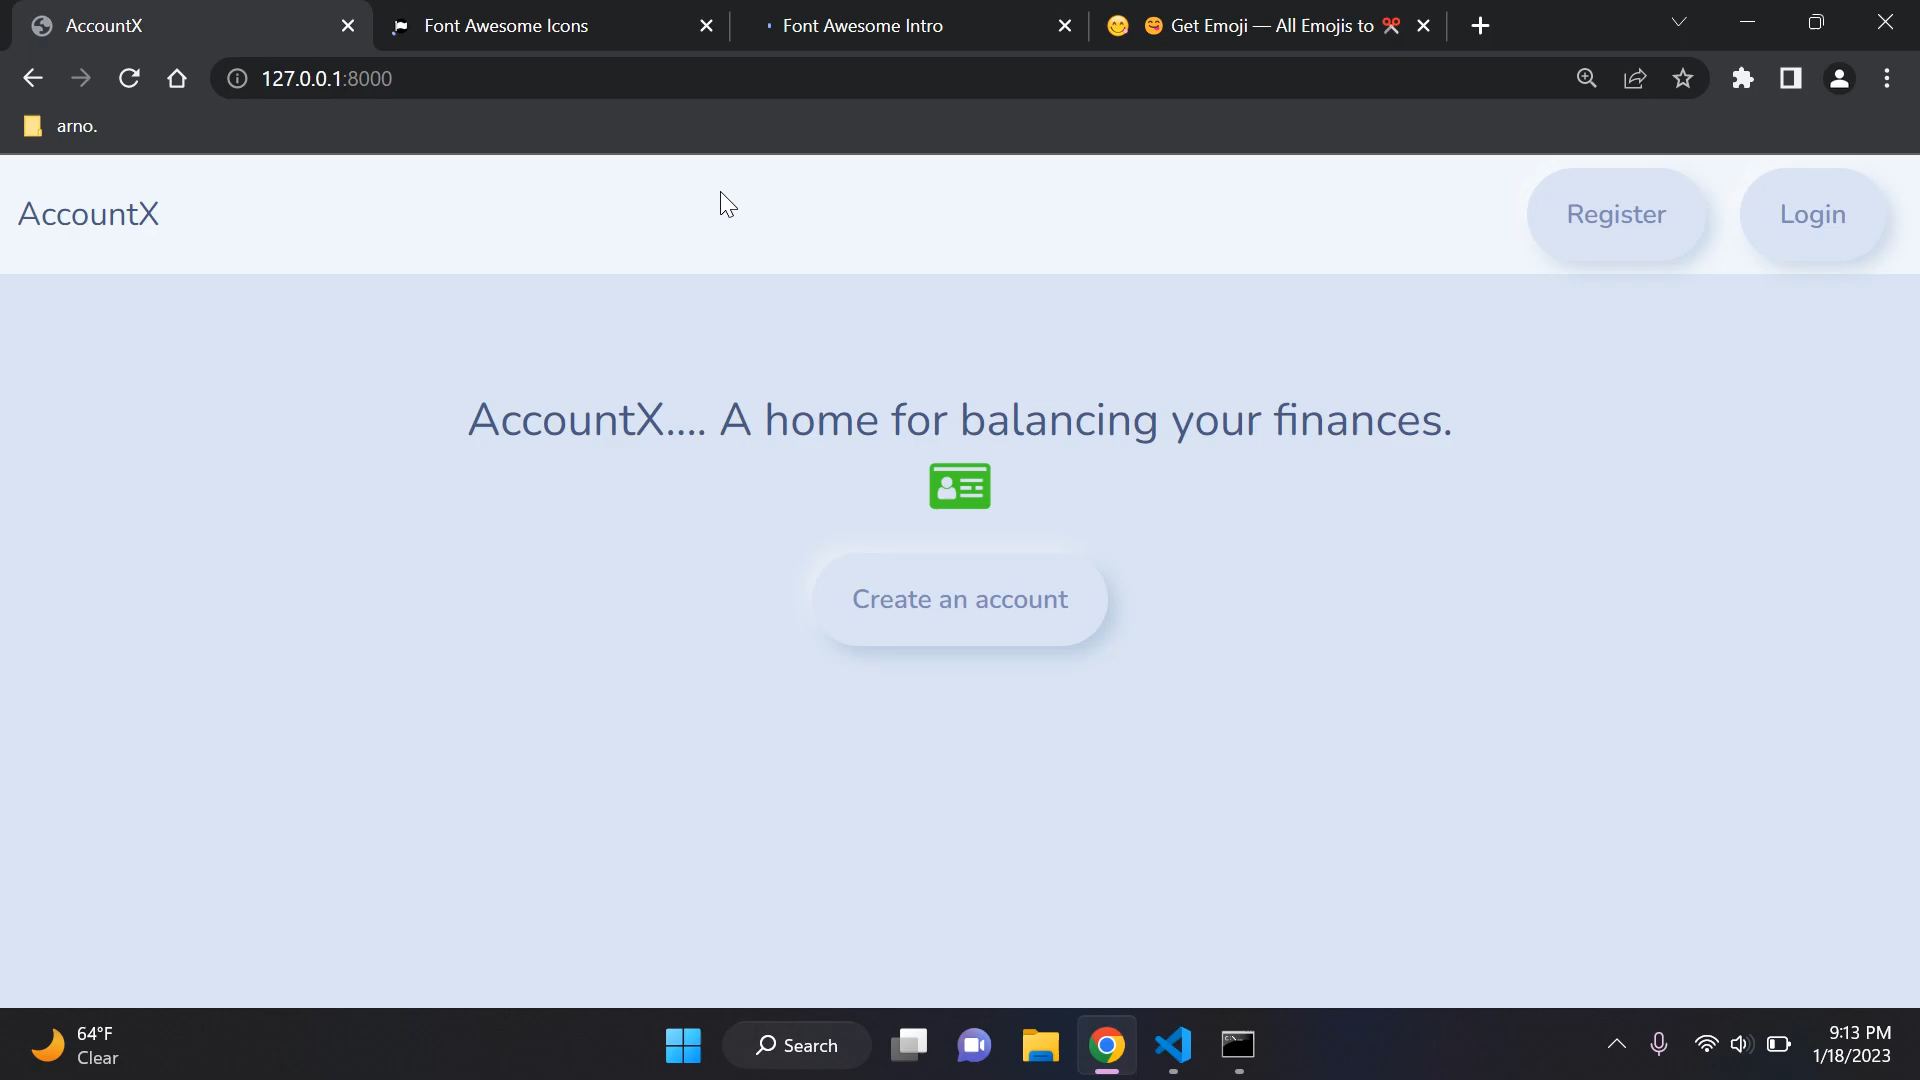 AccountX
Font Awesome Icons
Font Awesome Intro
😋 Get Emoji — All Emojis to ✂️
127.0.0.1:8000
arno.
AccountX
Register
Login
AccountX.... A home for balancing your finances.
Create an account
64°F
Clear
Search
9:13 PM
1/18/2023